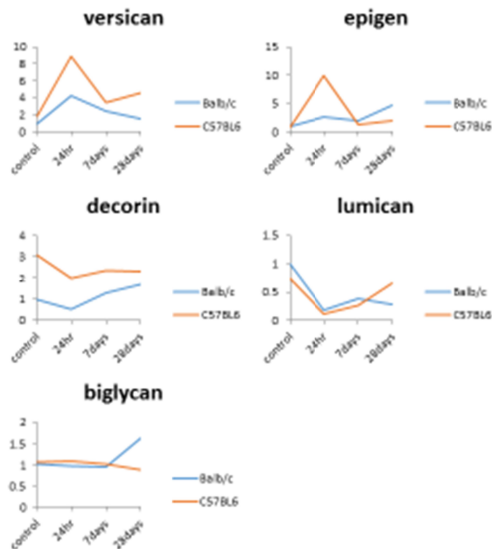 versican
10
8
6
4
2
0
control
24hr
7days
28days
Balb/c
C57BL6
epigen
15
10
5
0
control
24hr
7days
28days
Balb/c
C57BL6
decorin
4
3
2
1
0
control
24hr
7days
28days
Balb/c
C57BL6
lumican
1.5
1
0.5
0
control
24hr
7days
28days
Balb/c
C57BL6
biglycan
2
1.5
1
0.5
0
control
24hr
7days
28days
Balb/c
C57BL6